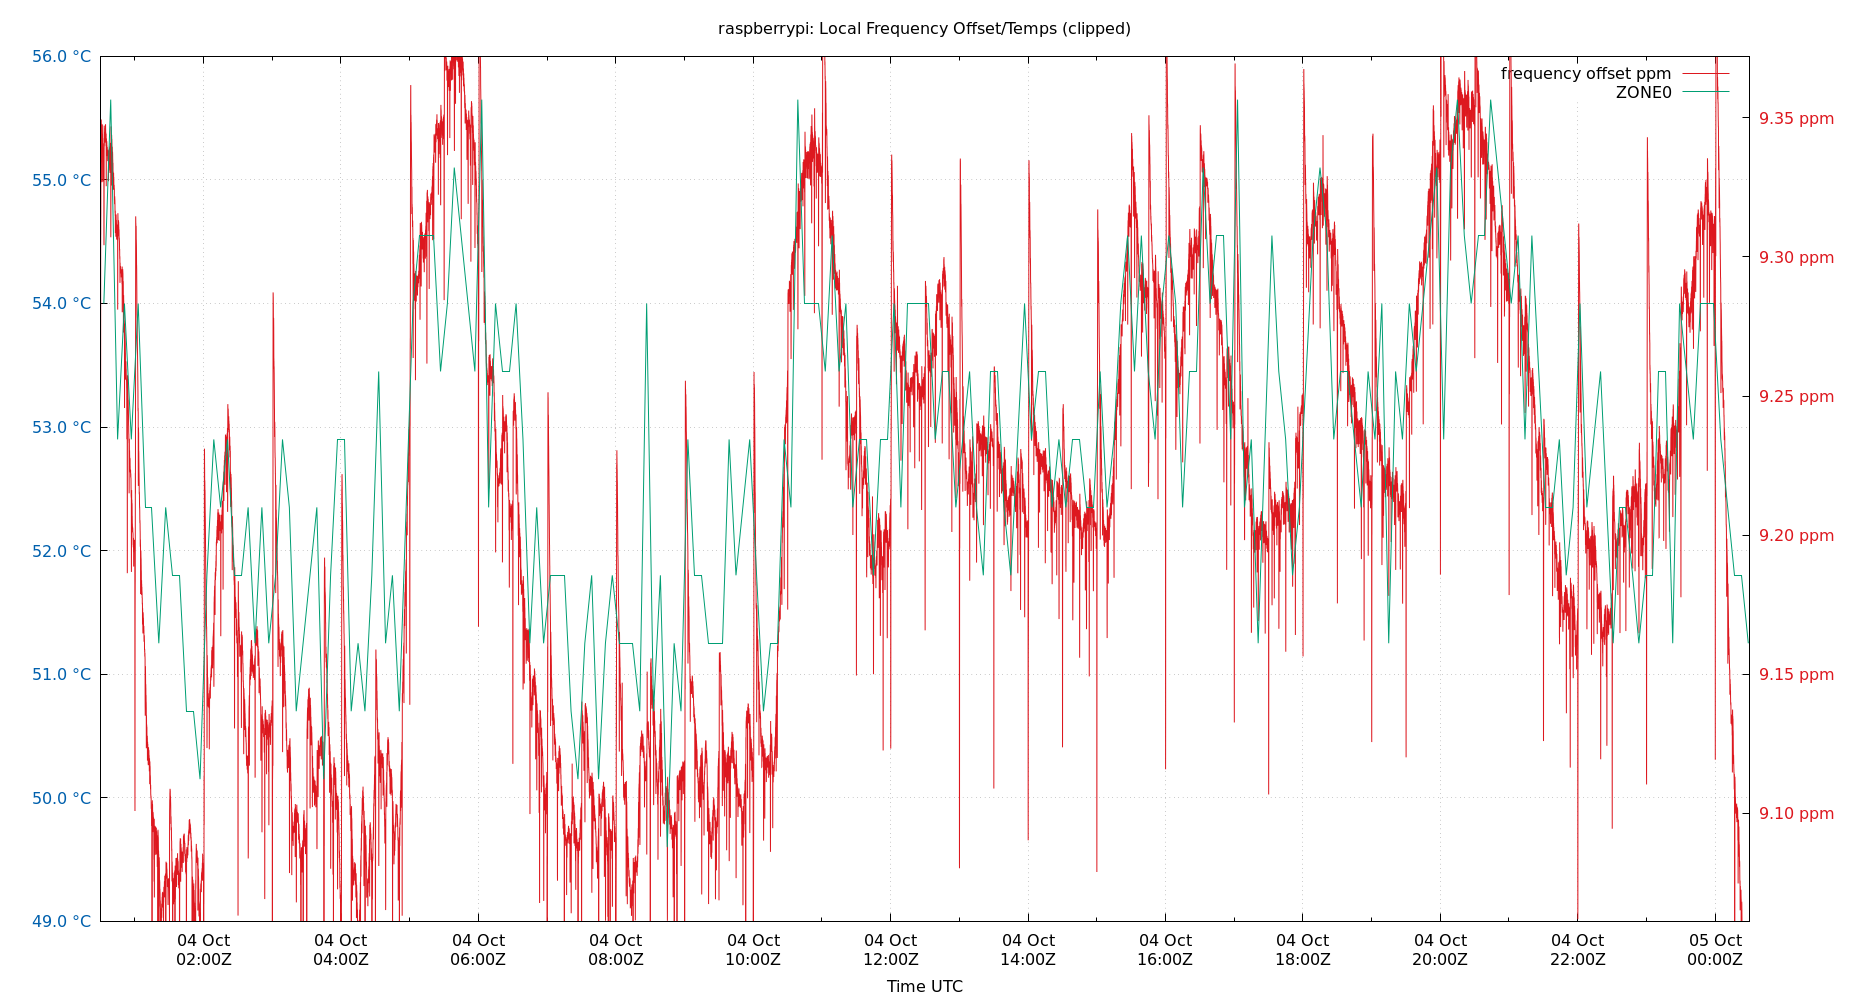 raspberrypi: Local Frequency Offset/Temps (clipped)
56.0 °C
55.0 °C
54.0 °C
53.0 °C
52.0 °C
51.0 °C
50.0 °C
49.0 °C
frequency offset ppm
ZONE0
9.35 ppm
9.30 ppm
9.25 ppm
9.20 ppm
9.15 ppm
9.10 ppm
04 Oct 04 Oct 04 Oct 04 Oct 04 Oct 04 Oct 04 Oct 04 Oct 04 Oct 04 Oct 04 Oct 05 Oct
02:00Z 04:00Z 06:00Z 08:00Z 10:00Z 12:00Z 14:00Z 16:00Z 18:00Z 20:00Z 22:00Z 00:00Z
Time UTC